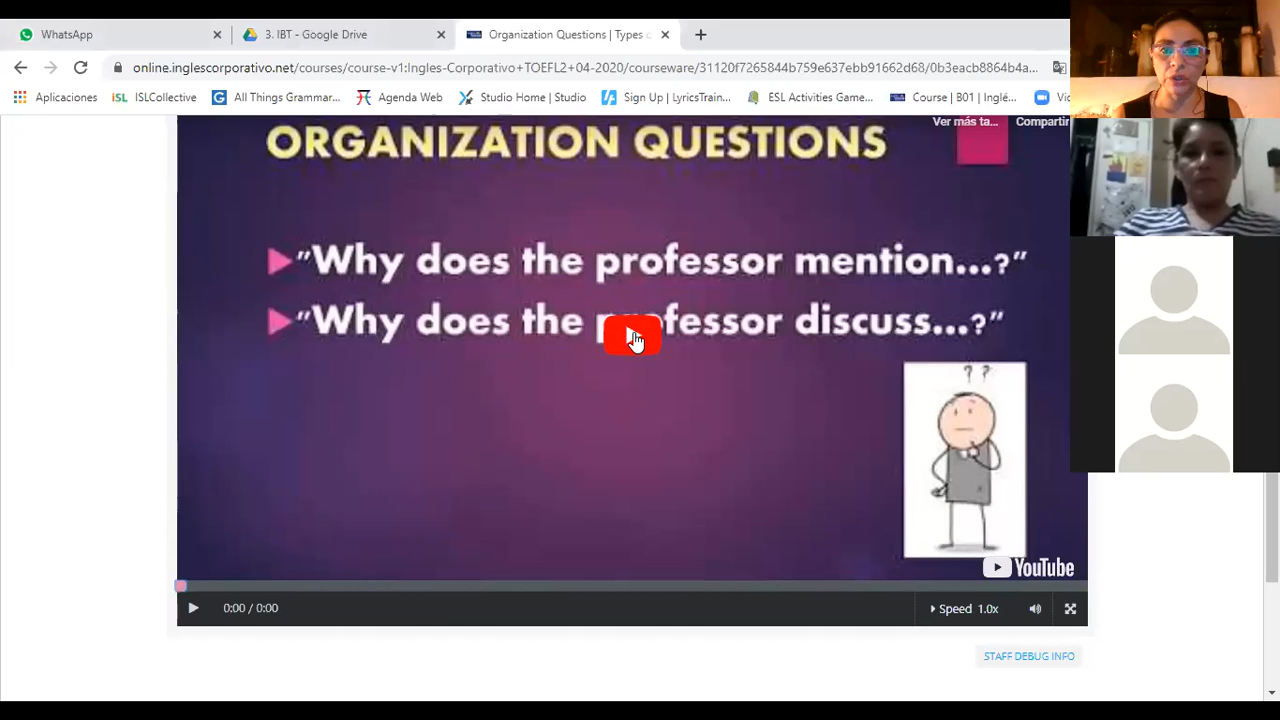 WhatsApp
3. IBT - Google Drive
Organization Questions | Types o
online.inglescorporativo.net/courses/course-v1:Ingles-Corporativo+TOEFL2+04-2020/courseware/3112bf7265844b759e637ebb91662d68/0b3eacb8864b4a...
Aplicaciones
iSL ISLCollective
All Things Grammar...
Agenda Web
Studio Home | Studio
Sign Up | LyricsTrain...
ESL Activities Game...
Course | B01 | Inglé...
Vi
ORGANIZATION QUESTIONS
Ver más ta...
Compartir
"Why does the professor mention...?"
"Why does the professor discuss...?"
? ?
YouTube
0:00 / 0:00
Speed 1.0x
STAFF DEBUG INFO